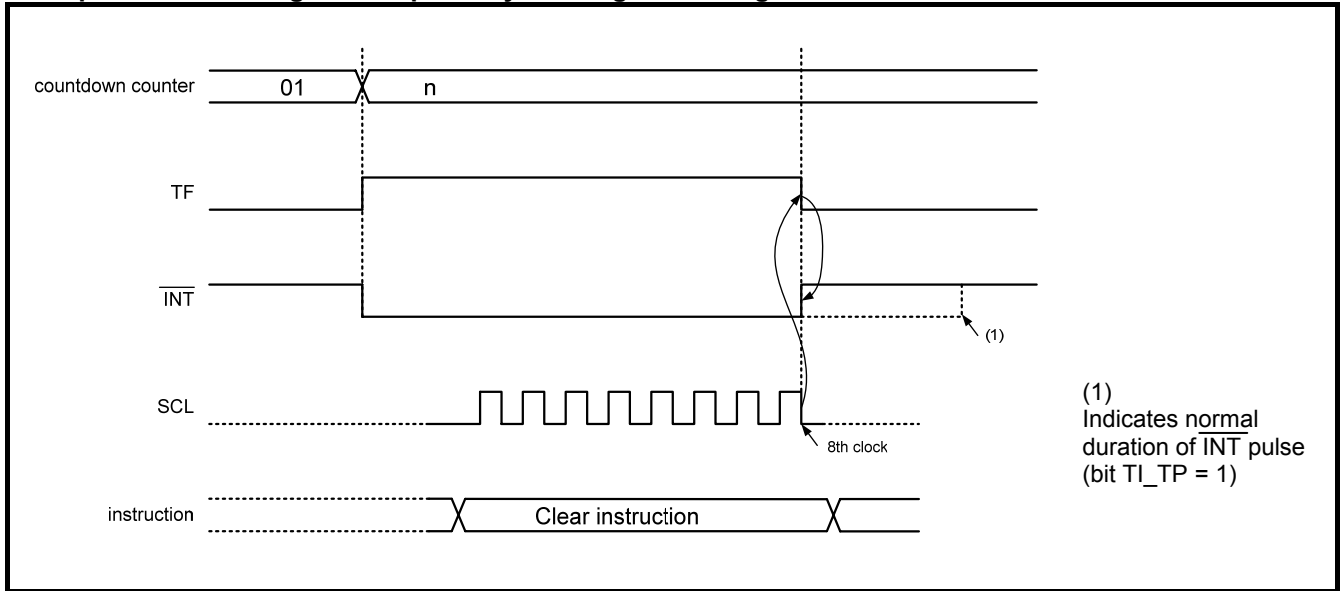 countdown counter 01 n
TF
INT
(1)
SCL
8th clock
(1)
Indicates normal
duration of INT pulse
(bit TI_TP = 1)
instruction Clear instruction